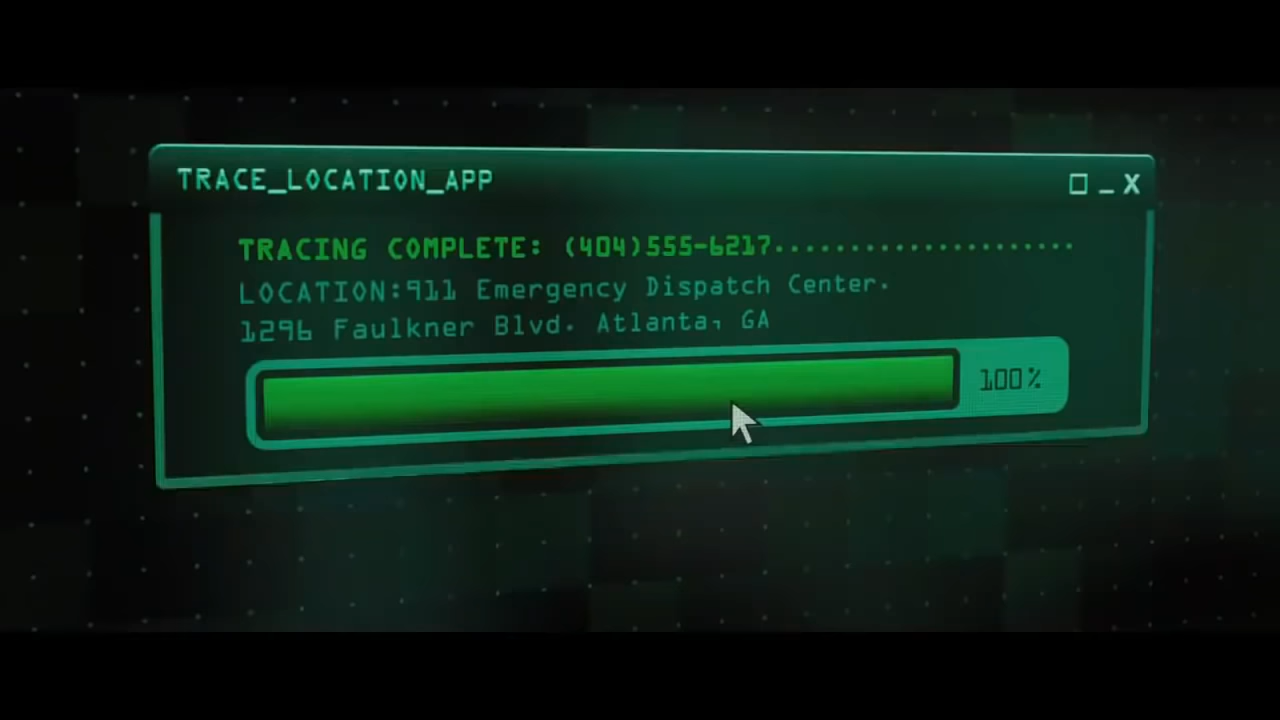 TRACE_LOCATION_APP
TRACING COMPLETE: (404)555-6217........................
LOCATION:911 Emergency Dispatch Center.
1296 Faulkner Blvd. Atlanta, GA
100%